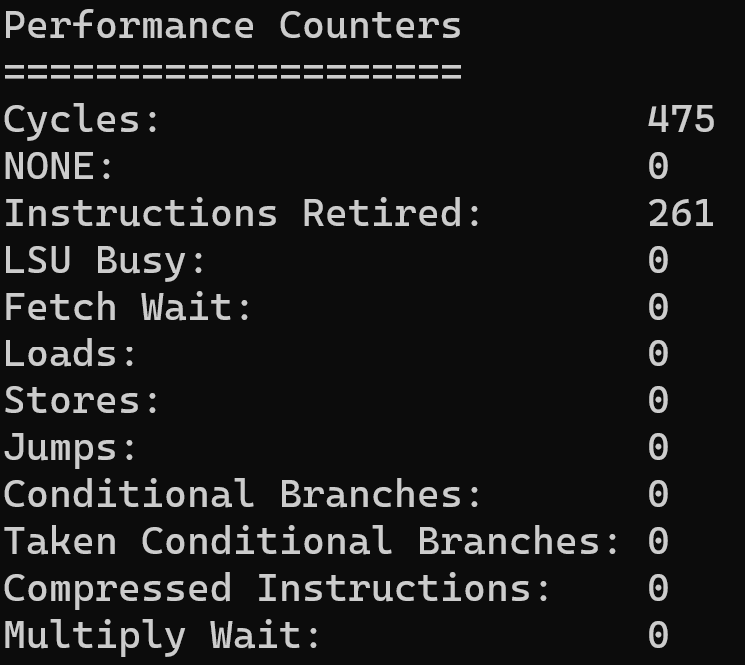 Performance Counters
====================
Cycles:                                                 475
NONE:                                                   0
Instructions Retired:                                   261
LSU Busy:                                               0
Fetch Wait:                                             0
Loads:                                                  0
Stores:                                                 0
Jumps:                                                  0
Conditional Branches:                                   0
Taken Conditional Branches: 0
Compressed Instructions:                                0
Multiply Wait:                                          0